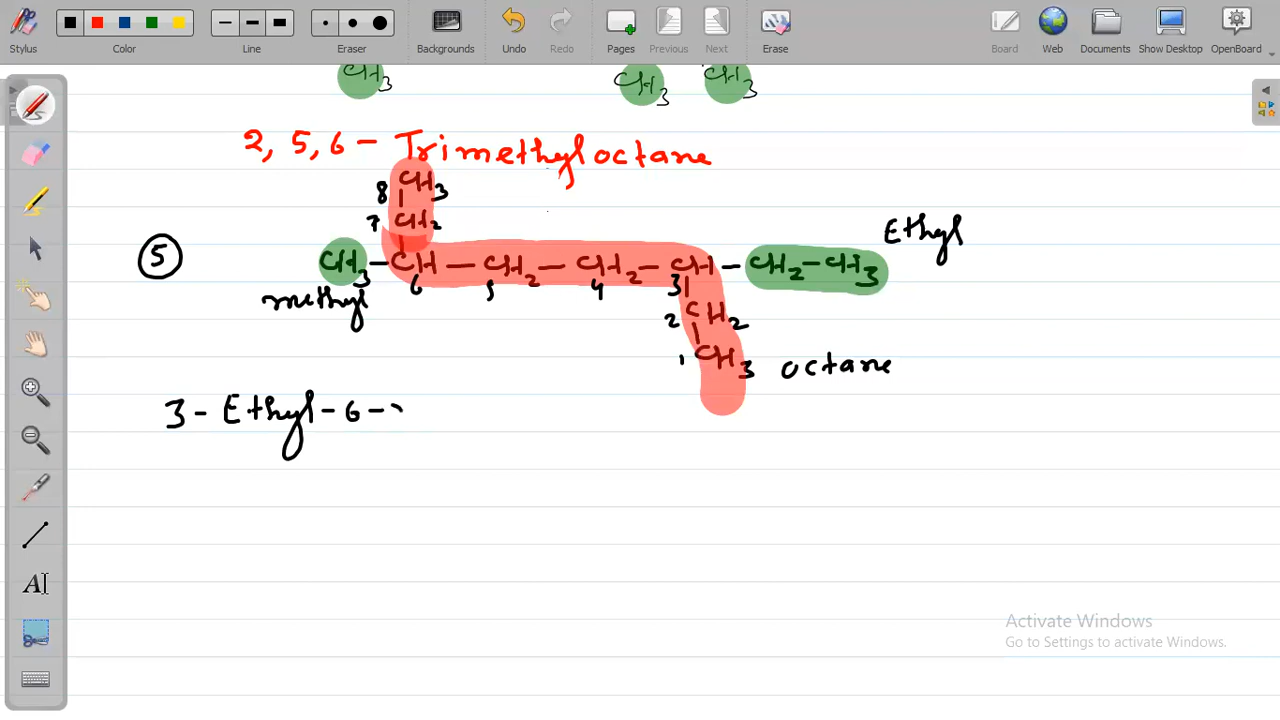 Stylus
Color
Line
Eraser
Backgrounds
Undo
Redo
Pages
Previous
Next
Erase
Board
Web
Documents
Show Desktop
OpenBoard
CH3 CH3 CH3
2, 5, 6 - Trimethyloctane
8 CH3
7 CH2
Ethyl
5 CH3 - CH - CH2 - CH2 - CH - CH2 - CH3
methyl 6 5 4 3
2 CH2
1 CH3 octane
3 - Ethyl - 6 -
Activate Windows
Go to Settings to activate Windows.